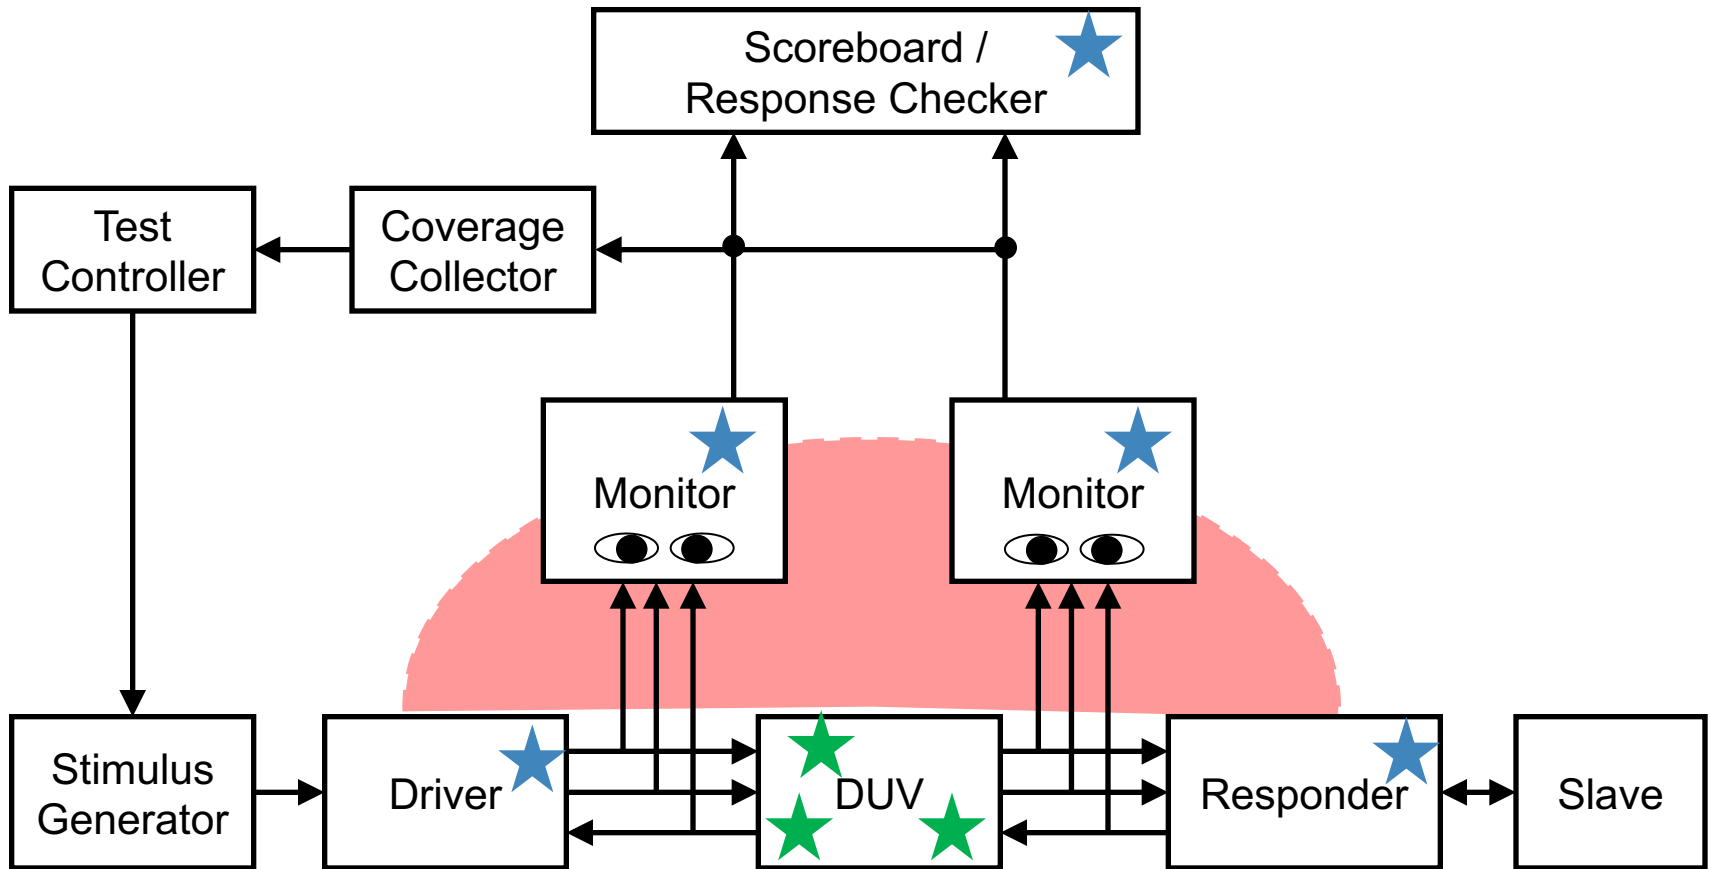 Scoreboard /
Response Checker
Test
Controller
Coverage
Collector
Monitor
Monitor
Stimulus
Generator
Driver
DUV
Responder
Slave